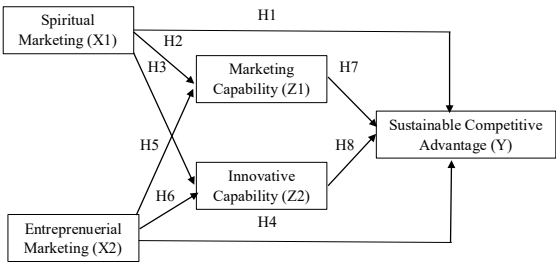 H1
Spiritual
Marketing (X1)
H2
H3
Marketing
Capability (Z1)
H7
Sustainable Competitive
Advantage (Y)
H5
H8
Innovative
Capability (Z2)
H6
H4
Entreprenuerial
Marketing (X2)